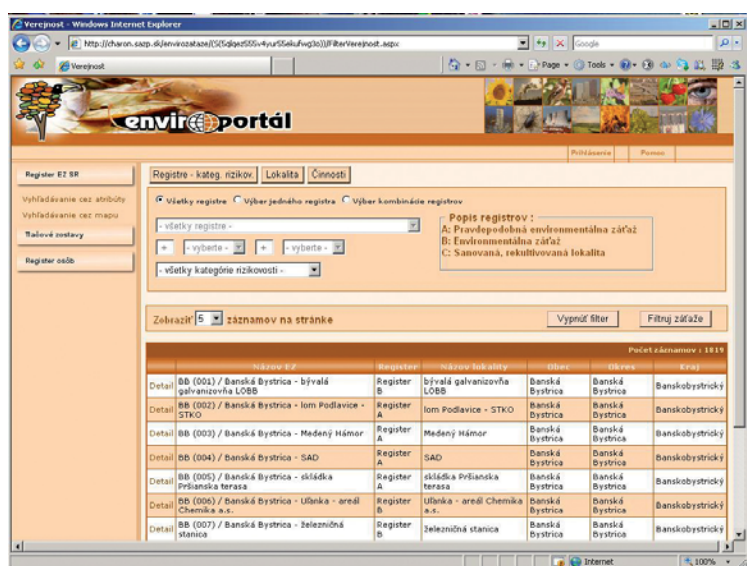 Verejnost - Windows Internet Explorer
Google
Verejnost
Page
Tools
enviroportál
Prihlásenie Pomoc
Register EZ SR
Vyhľadávanie cez atribúty
Vyhľadávanie cez mapu
Tlačové zostavy
Register osôb
Registre - kateg. rizikov. Lokalita Činnosti
Všetky registre Výber jedného registra Výber kombinácie registrov
- všetky registre -
+ - vyberte - + - vyberte -
- všetky kategórie rizikovosti -
Popis registrov :
A: Pravdepodobná environmentálna záťaž
B: Environmentálna záťaž
C: Sanovaná, rekultivovaná lokalita
Zobraziť 5 záznamov na stránke
Vypnúť filter Filtruj záťaže
Počet záznamov : 1819
Názov EZ Register Názov lokality Obec Okres Kraj
Detail BB (001) / Banská Bystrica - bývalá galvanizovňa LOBB Register B bývalá galvanizovňa LOBB Banská Bystrica Banská Bystrica Banskobystrický
Detail BB (002) / Banská Bystrica - lom Podlavice - STKO Register A lom Podlavice - STKO Banská Bystrica Banská Bystrica Banskobystrický
Detail BB (003) / Banská Bystrica - Medený Hámor Register A Medený Hámor Banská Bystrica Banská Bystrica Banskobystrický
Detail BB (004) / Banská Bystrica - SAD Register A SAD Banská Bystrica Banská Bystrica Banskobystrický
Detail BB (005) / Banská Bystrica - skládka Pršianska terasa Register A skládka Pršianska terasa Banská Bystrica Banská Bystrica Banskobystrický
Detail BB (006) / Banská Bystrica - Uľanka - areál Chemika a.s. Register B Uľanka - areál Chemika a.s. Banská Bystrica Banská Bystrica Banskobystrický
Detail BB (007) / Banská Bystrica - železničná stanica Register B železničná stanica Banská Bystrica Banská Bystrica Banskobystrický
Internet 100%